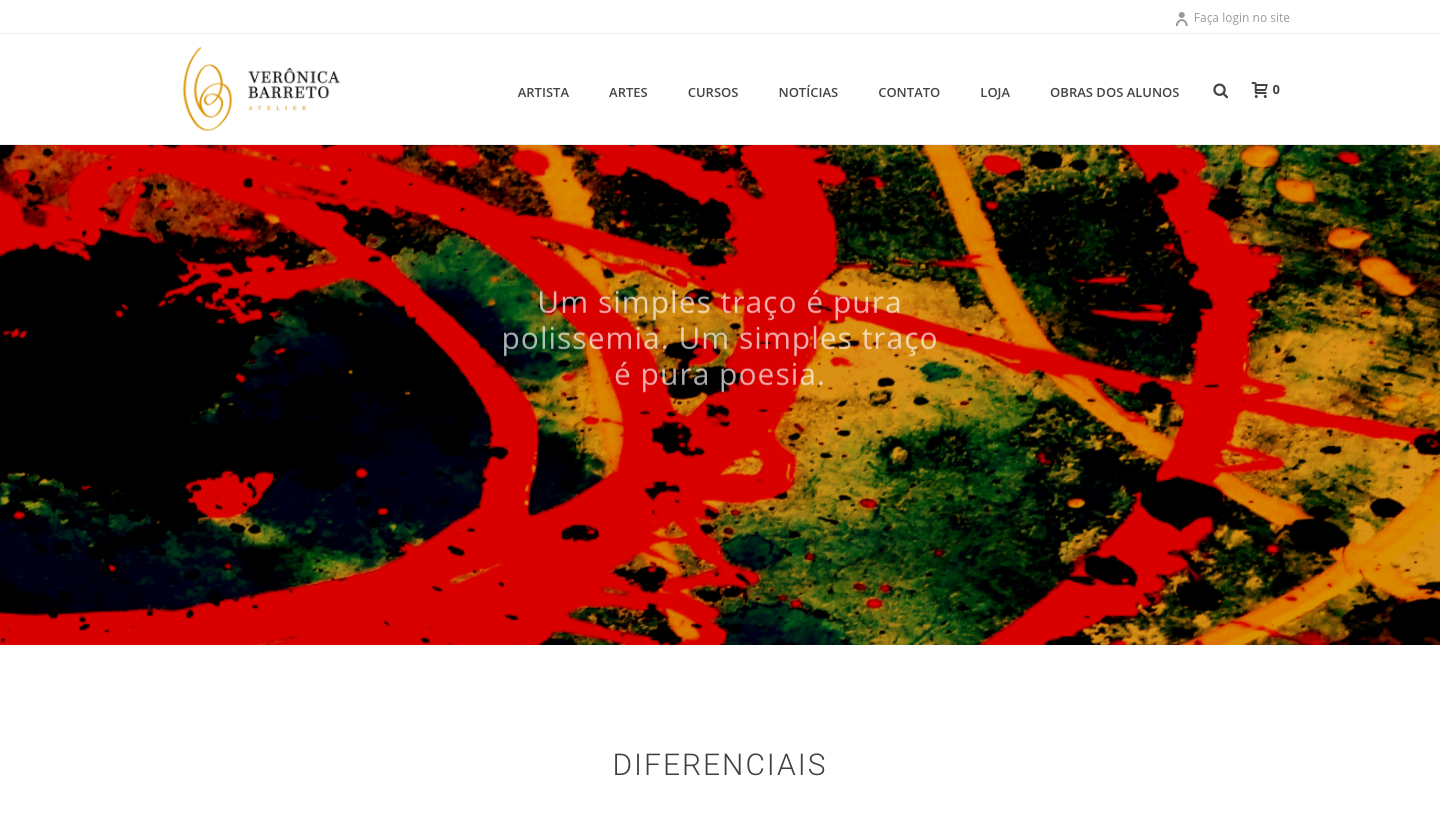 Faça login no site
VERÔNICA
BARRETO
ATELIER
ARTISTA
ARTES
CURSOS
NOTÍCIAS
CONTATO
LOJA
OBRAS DOS ALUNOS
0
Um simples traço é pura
polissemia. Um simples traço
é pura poesia.
DIFERENCIAIS